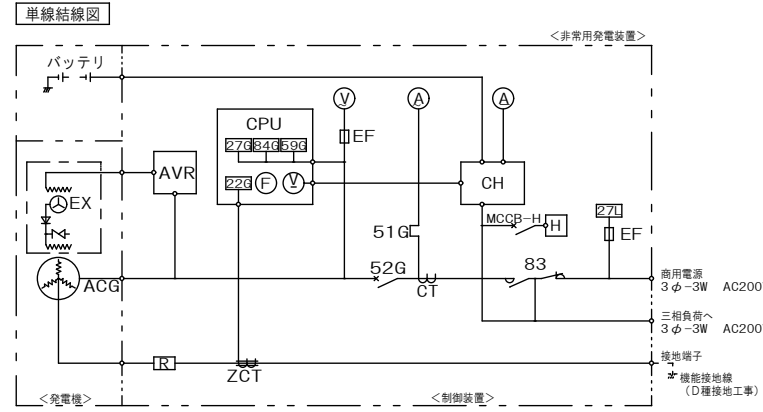 単線結線図
＜非常用発電装置＞
バッテリ
V
A
A
CPU
EF
27G 84G 59G
AVR
22G F V
CH
EX
MCCB-H
H
27L
51G
EF
52G
83
ACG
CT
商用電源
3φ-3W AC200
三相負荷へ
3φ-3W AC200
R
ZCT
接地端子
機能接地線
（D種接地工事）
＜発電機＞
＜制御装置＞